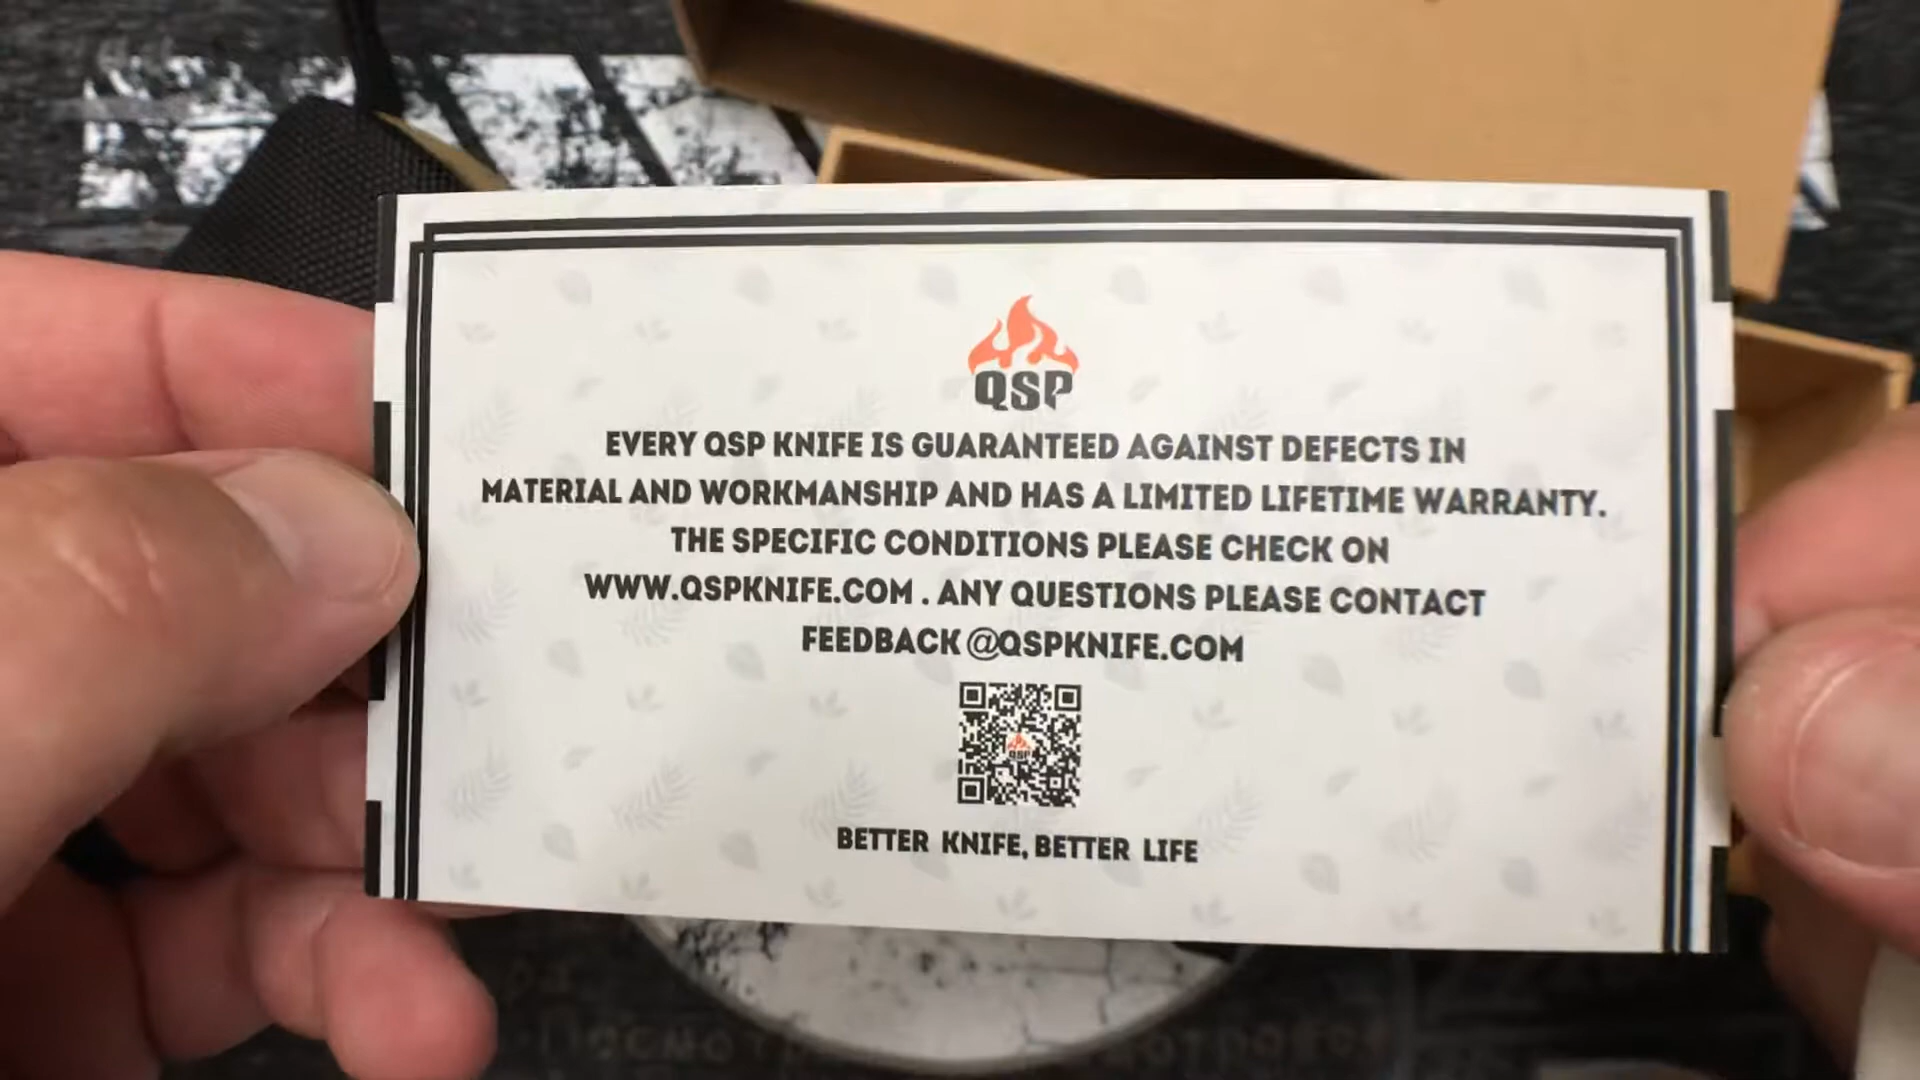 QSP
EVERY QSP KNIFE IS GUARANTEED AGAINST DEFECTS IN
MATERIAL AND WORKMANSHIP AND HAS A LIMITED LIFETIME WARRANTY.
THE SPECIFIC CONDITIONS PLEASE CHECK ON
WWW.QSPKNIFE.COM . ANY QUESTIONS PLEASE CONTACT
FEEDBACK @QSPKNIFE.COM
QSP
BETTER KNIFE, BETTER LIFE